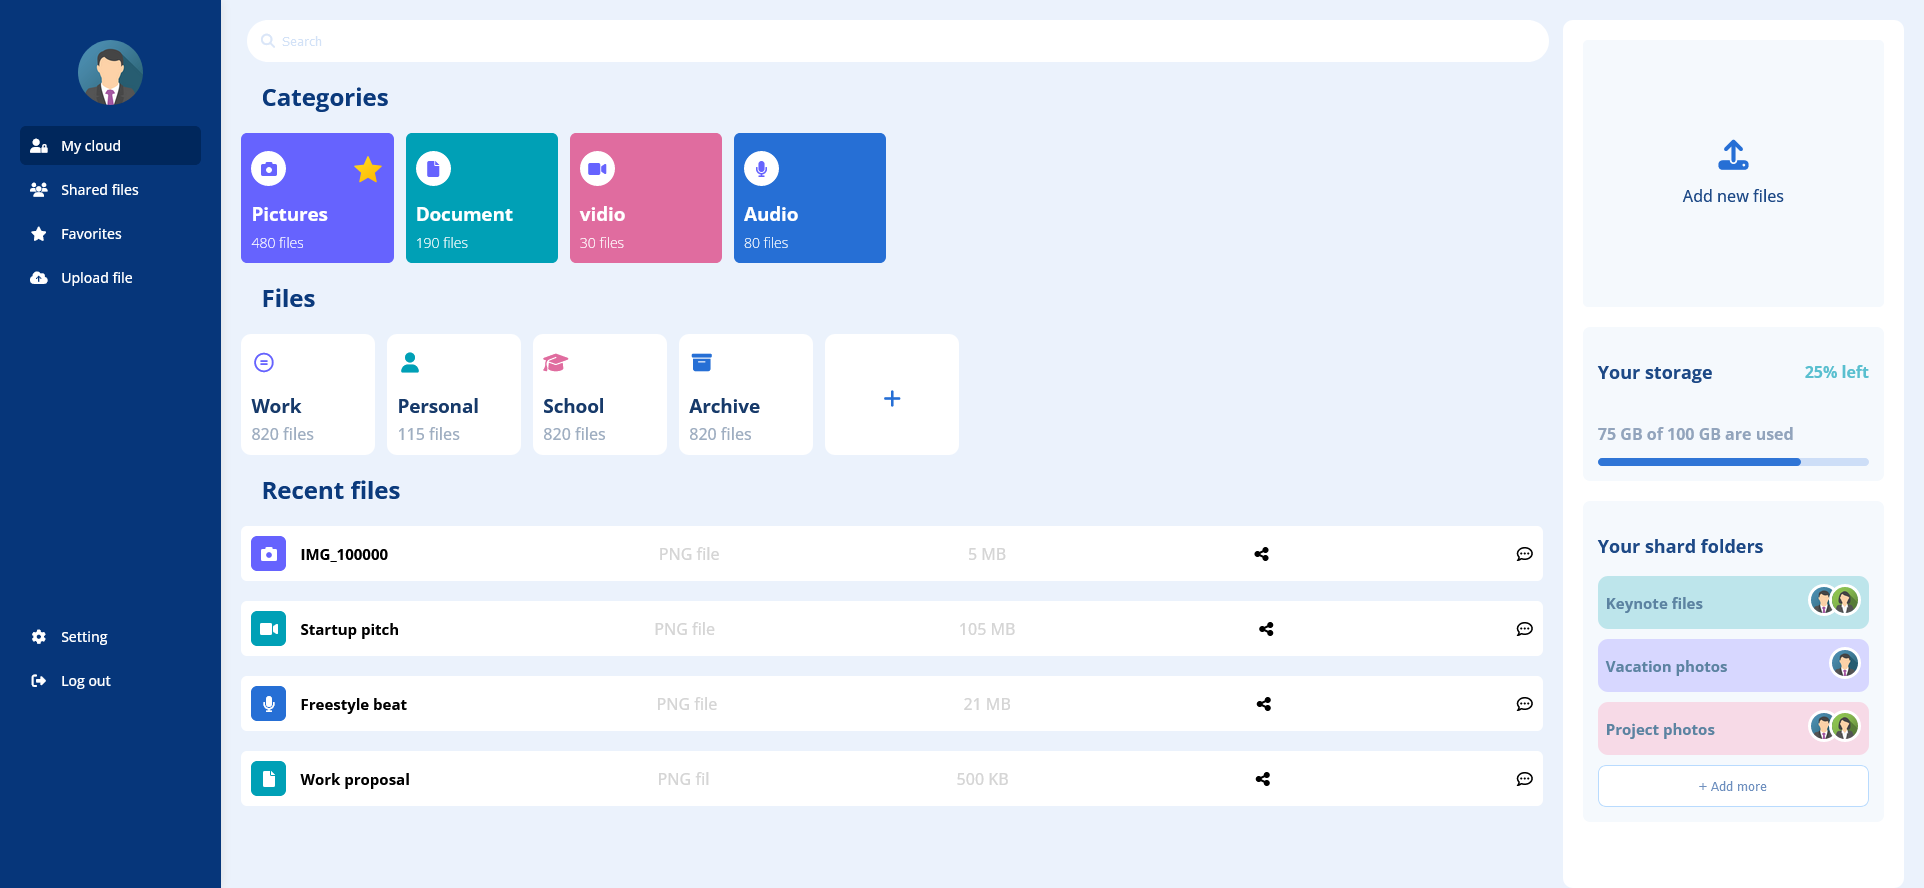 My cloud
Shared files
Favorites
Upload file
Setting
Log out
Search
Categories
Pictures
480 files
Document
190 files
vidio
30 files
Audio
80 files
Files
Work
820 files
Personal
115 files
School
820 files
Archive
820 files
+
Recent files
IMG_100000 PNG file 5 MB
Startup pitch PNG file 105 MB
Freestyle beat PNG file 21 MB
Work proposal PNG fil 500 KB
Add new files
Your storage 25% left
75 GB of 100 GB are used
Your shard folders
Keynote files
Vacation photos
Project photos
+ Add more